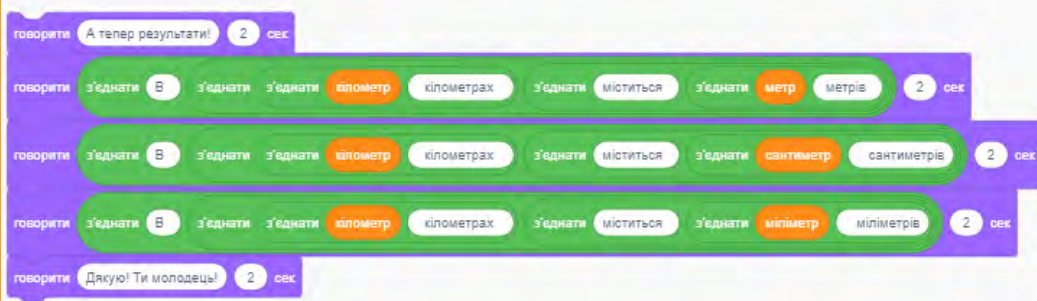 говорити А тепер результати! 2 сек
говорити з'єднати В з'єднати з'єднати кілометр кілометрах з'єднати міститься з'єднати метр метрів 2 сек
говорити з'єднати В з'єднати з'єднати кілометр кілометрах з'єднати міститься з'єднати сантиметр сантиметрів 2 сек
говорити з'єднати В з'єднати з'єднати кілометр кілометрах з'єднати міститься з'єднати міліметр міліметрів 2 сек
говорити Дякую! Ти молодець! 2 сек